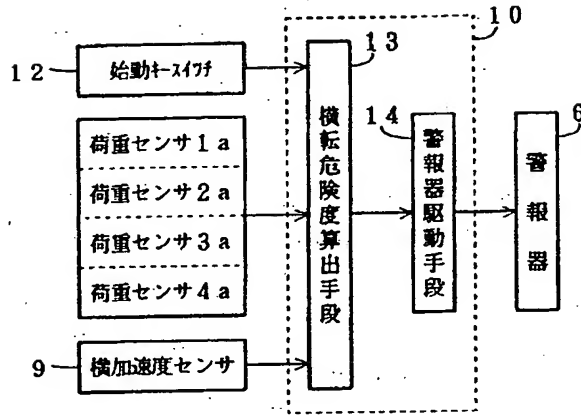 12
始動キースイッチ
荷重センサ1a
荷重センサ2a
荷重センサ3a
荷重センサ4a
9
横加速度センサ
13
横転危険度算出手段
10
14
警報器駆動手段
6
警報器